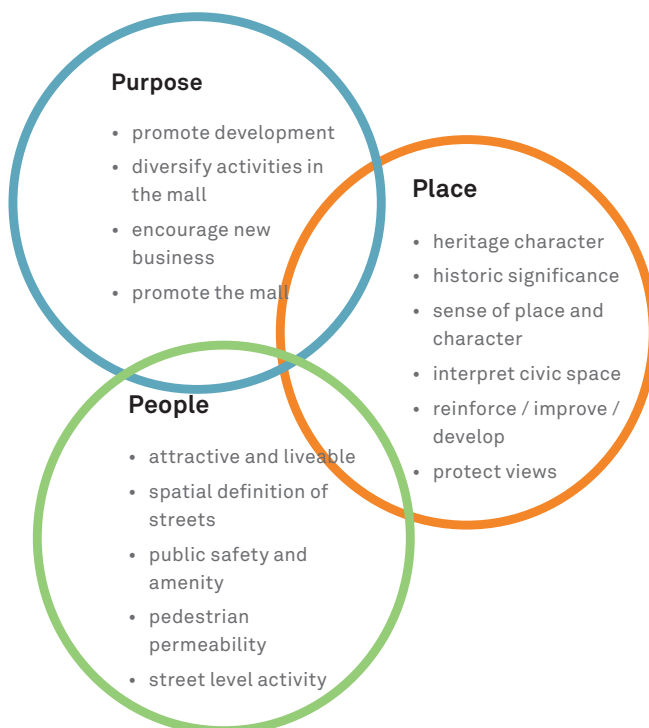 Purpose
• promote development
• diversify activities in
the mall
• encourage new
business
• promote the mall
Place
• heritage character
• historic significance
• sense of place and
character
• interpret civic space
• reinforce / improve /
develop
• protect views
People
• attractive and liveable
• spatial definition of
streets
• public safety and
amenity
• pedestrian
permeability
• street level activity